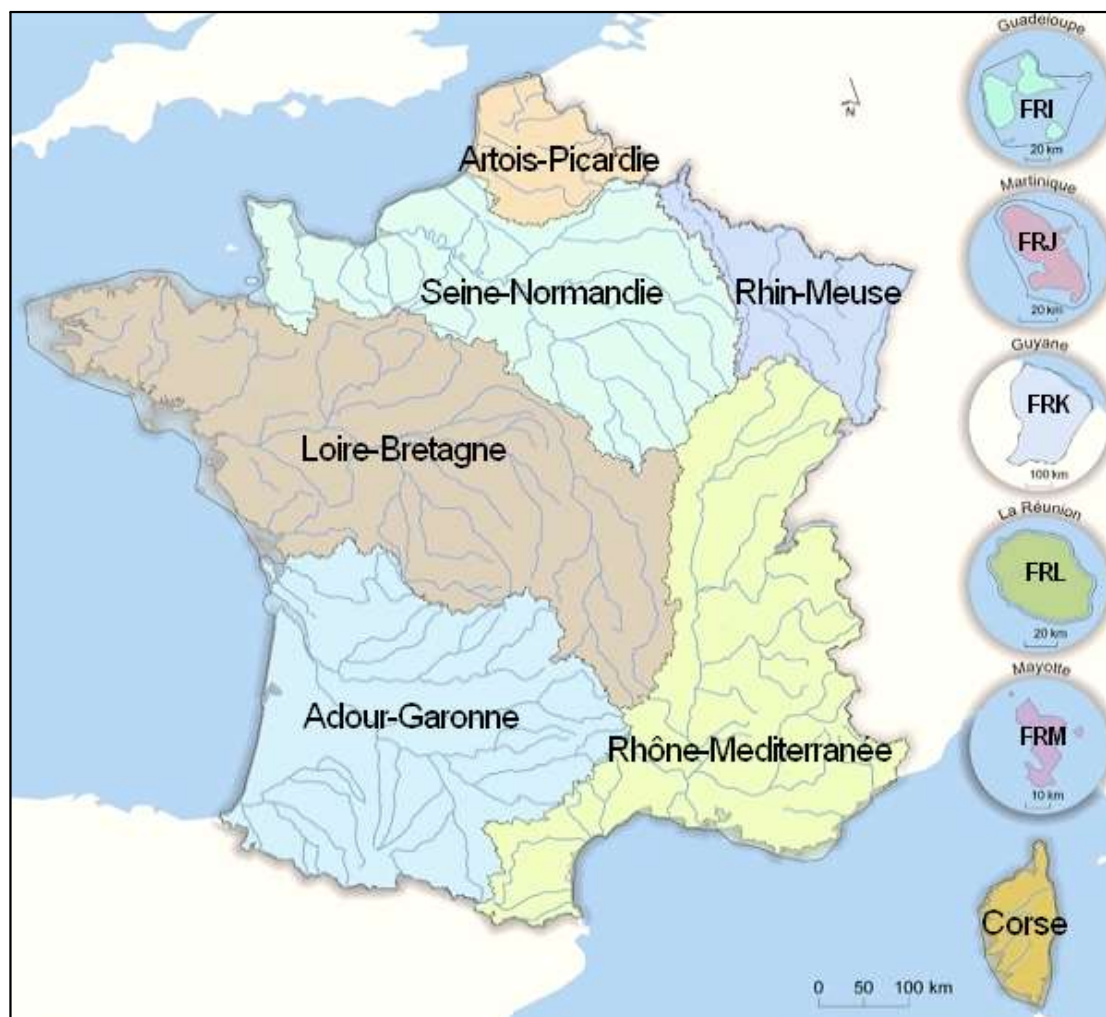 Artois-Picardie
Seine-Normandie
Rhin-Meuse
Loire-Bretagne
Adour-Garonne
Rhône-Mediterranée
Corse
N
0 50 100 km
Guadeloupe
FRI
20 km
Martinique
FRJ
20 km
Guyane
FRK
100 km
La Réunion
FRL
20 km
Mayotte
FRM
10 km